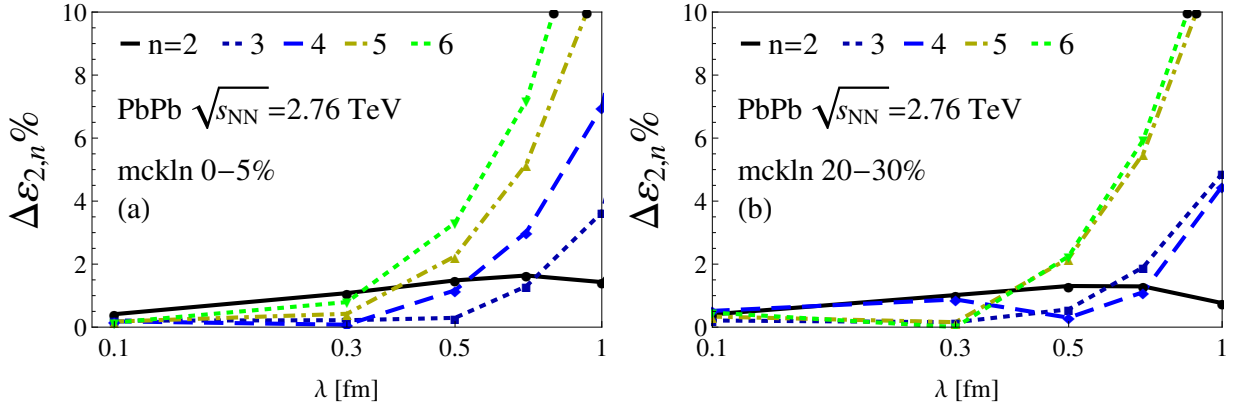 10
8
6
4
2
0
Δε2,n%
n=2 3 4 5 6
PbPb √sNN =2.76 TeV
mckln 0−5%
(a)
0.1 0.3 0.5 1
λ [fm]
10
8
6
4
2
0
Δε2,n%
n=2 3 4 5 6
PbPb √sNN =2.76 TeV
mckln 20−30%
(b)
0.1 0.3 0.5 1
λ [fm]